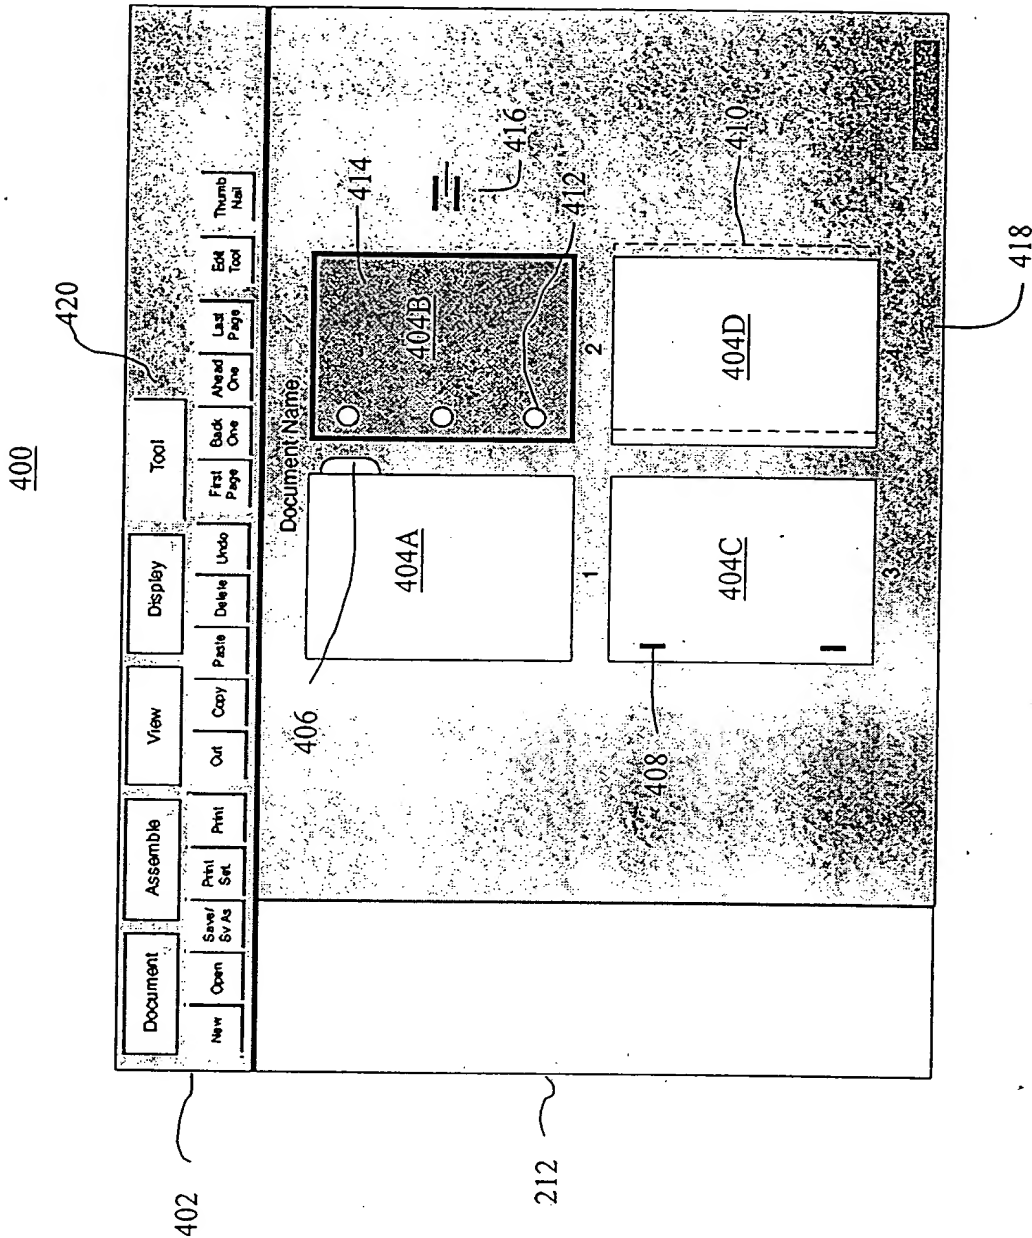 400
420
Document Assemble View Display Tool
New Open Save/ Sv As Print Set. Print Cut Copy Paste Delete Undo First Page Back One Ahead One Last Page Edit Tool Thumb Nail
402
Document Name
406
414
404A
404B
416
412
1
2
408
404C
404D
410
3
4
212
418